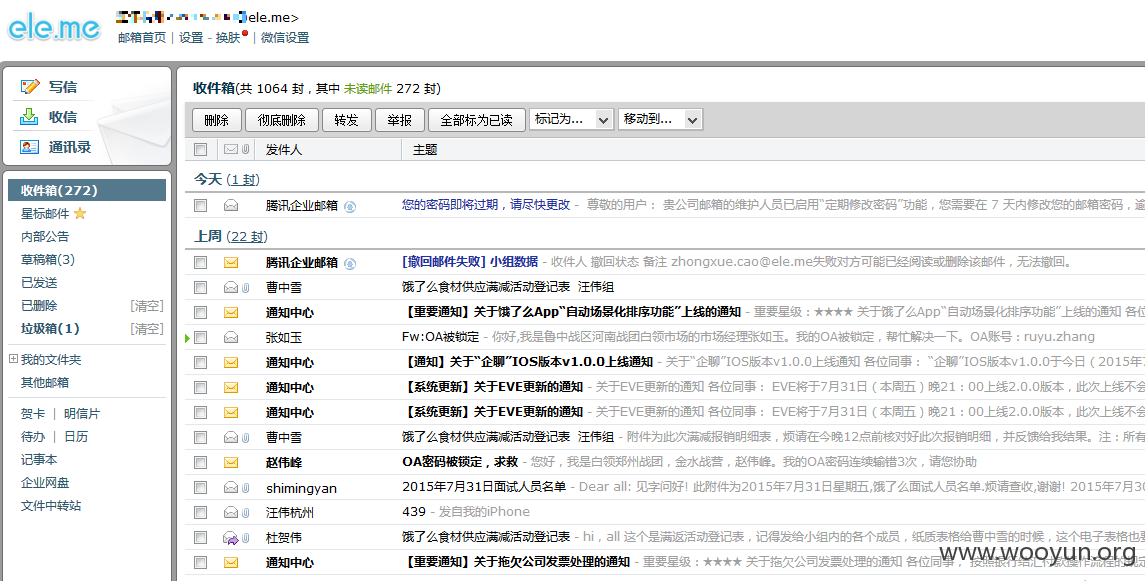 ele.me
ele.me>
邮箱首页 | 设置 - 换肤 | 微信设置
写信
收信
通讯录
收件箱(272)
星标邮件
内部公告
草稿箱(3)
已发送
已删除 [清空]
垃圾箱(1) [清空]
我的文件夹
其他邮箱
贺卡 | 明信片
待办 | 日历
记事本
企业网盘
文件中转站
收件箱(共 1064 封，其中 未读邮件 272 封)
删除 彻底删除 转发 举报 全部标为已读 标记为... 移动到...
发件人 主题
今天 (1 封)
腾讯企业邮箱 您的密码即将过期，请尽快更改 - 尊敬的用户： 贵公司邮箱的维护人员已启用“定期修改密码”功能，您需要在 7 天内修改您的邮箱密码，逾
上周 (22 封)
腾讯企业邮箱 [撤回邮件失败] 小组数据 - 收件人 撤回状态 备注 zhongxue.cao@ele.me失败对方可能已经阅读或删除该邮件，无法撤回。
曹中雪 饿了么食材供应满减活动登记表 汪伟组
通知中心 【重要通知】关于饿了么App“自动场景化排序功能”上线的通知 - 重要星级：★★★★ 关于饿了么App“自动场景化排序功能”上线的通知 各位
张如玉 Fw:OA被锁定 - 你好,我是鲁中战区河南战团白领市场的市场经理张如玉。我的OA被锁定，帮忙解决一下。OA账号：ruyu.zhang
通知中心 【通知】关于“企聊”IOS版本v1.0.0上线通知 - 关于“企聊”IOS版本v1.0.0上线通知 各位同事： “企聊”IOS版本v1.0.0于今日（2015年7
通知中心 【系统更新】关于EVE更新的通知 - 关于EVE更新的通知 各位同事： EVE将于7月31日（本周五）晚21：00上线2.0.0版本，此次上线不会
通知中心 【系统更新】关于EVE更新的通知 - 关于EVE更新的通知 各位同事： EVE将于7月31日（本周五）晚21：00上线2.0.0版本，此次上线不会
曹中雪 饿了么食材供应满减活动登记表 汪伟组 - 附件为此次满减报销明细表，烦请在今晚12点前核对好此次报销明细，并反馈给我结果。注：所有
赵伟峰 OA密码被锁定，求救 - 您好，我是白领郑州战团，金水战营，赵伟峰。我的OA密码连续输错3次，请您协助
shimingyan 2015年7月31日面试人员名单 - Dear all: 见字问好! 此附件为2015年7月31日星期五,饿了么面试人员名单.烦请查收,谢谢! 2015年7月30
汪伟杭州 439 - 发自我的iPhone
杜贺伟 饿了么食材供应满减活动登记表 - hi，all 这个是满返活动登记表，记得发给小组内的各个成员，纸质表格给曹中雪的时候，这个电子表格也要
通知中心 【重要通知】关于拖欠公司发票处理的通知 - 重要星级：★★★★ 关于拖欠公司发票处理的通知 各位同事，
www.wooyun.org